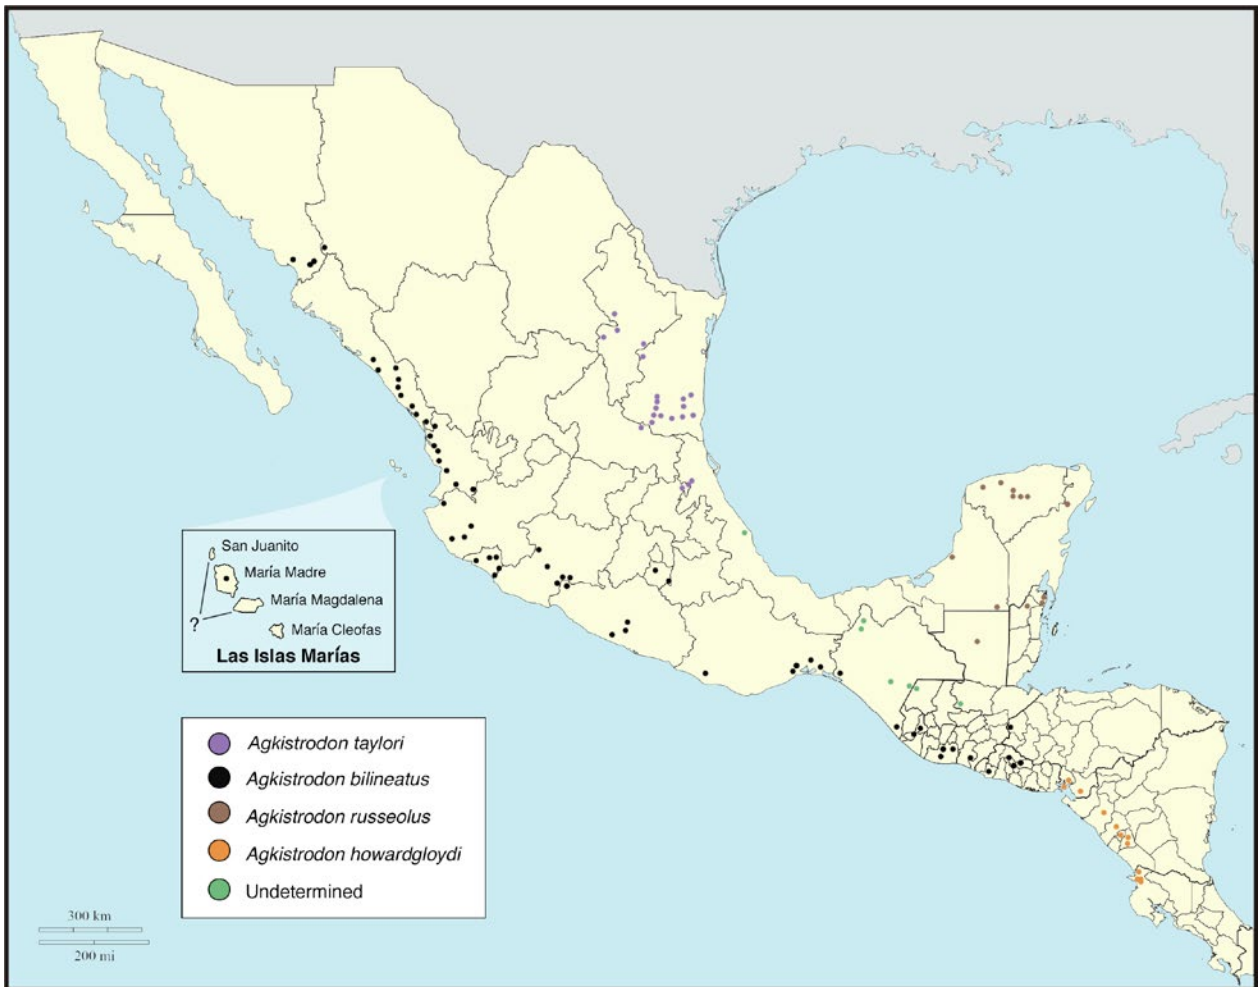 San Juanito
María Madre
María Magdalena
?
María Cleofas
Las Islas Marías
Agkistrodon taylori
Agkistrodon bilineatus
Agkistrodon russeolus
Agkistrodon howardgloydi
Undetermined
300 km
200 mi